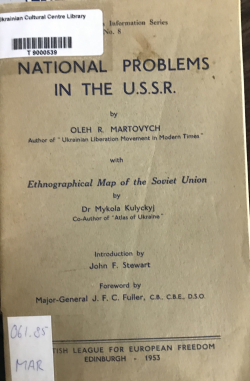 krainian Cultural Centre Library
T 9000539
Information Series
No. 8
NATIONAL PROBLEMS
IN THE U.S.S.R.
by
OLEH R. MARTOVYCH
Author of "Ukrainian Liberation Movement in Modern Times"
with
Ethnographical Map of the Soviet Union
by
Dr Mykola Kulyckyj
Co-Author of "Atlas of Ukraine"
Introduction by
John F. Stewart
Foreword by
Major-General J. F. C. FULLER, C.B., C.B.E., D.S.O.
TISH LEAGUE FOR EUROPEAN FREEDOM
EDINBURGH - 1953
MAR